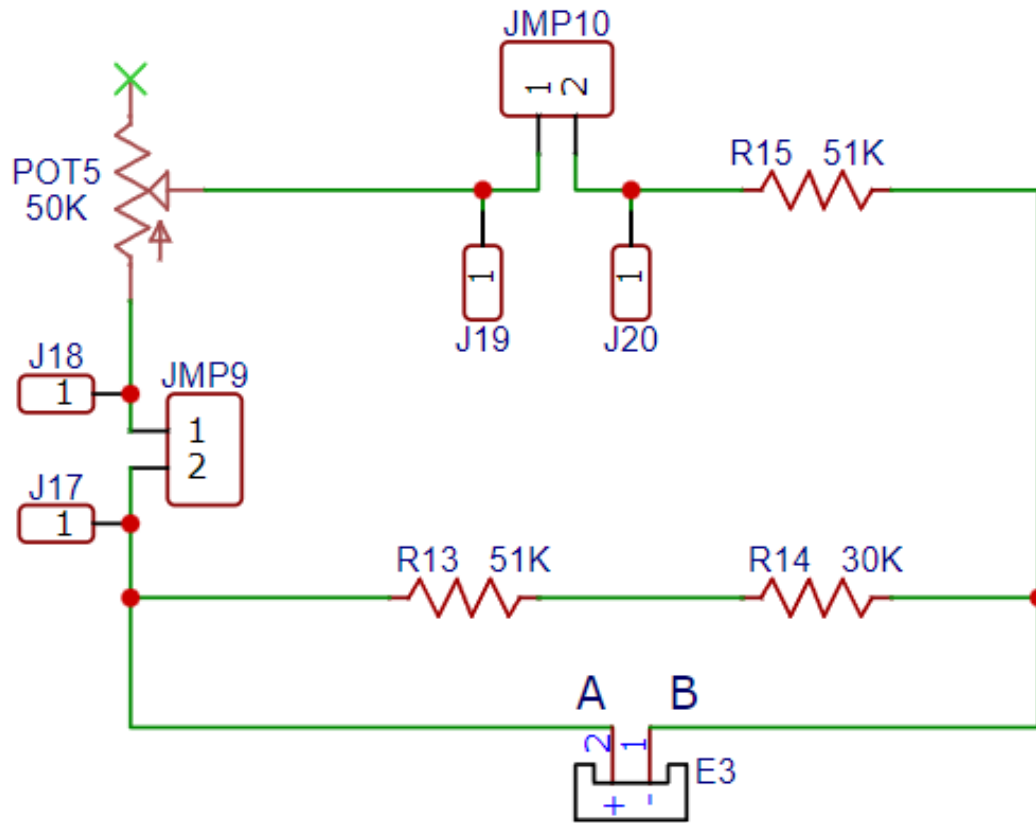 JMP10
1 2
POT5
50K
R15 51K
1
J19
1
J20
J18
1
JMP9
1
2
J17
1
R13 51K
R14 30K
A B
2 1
+ -
E3